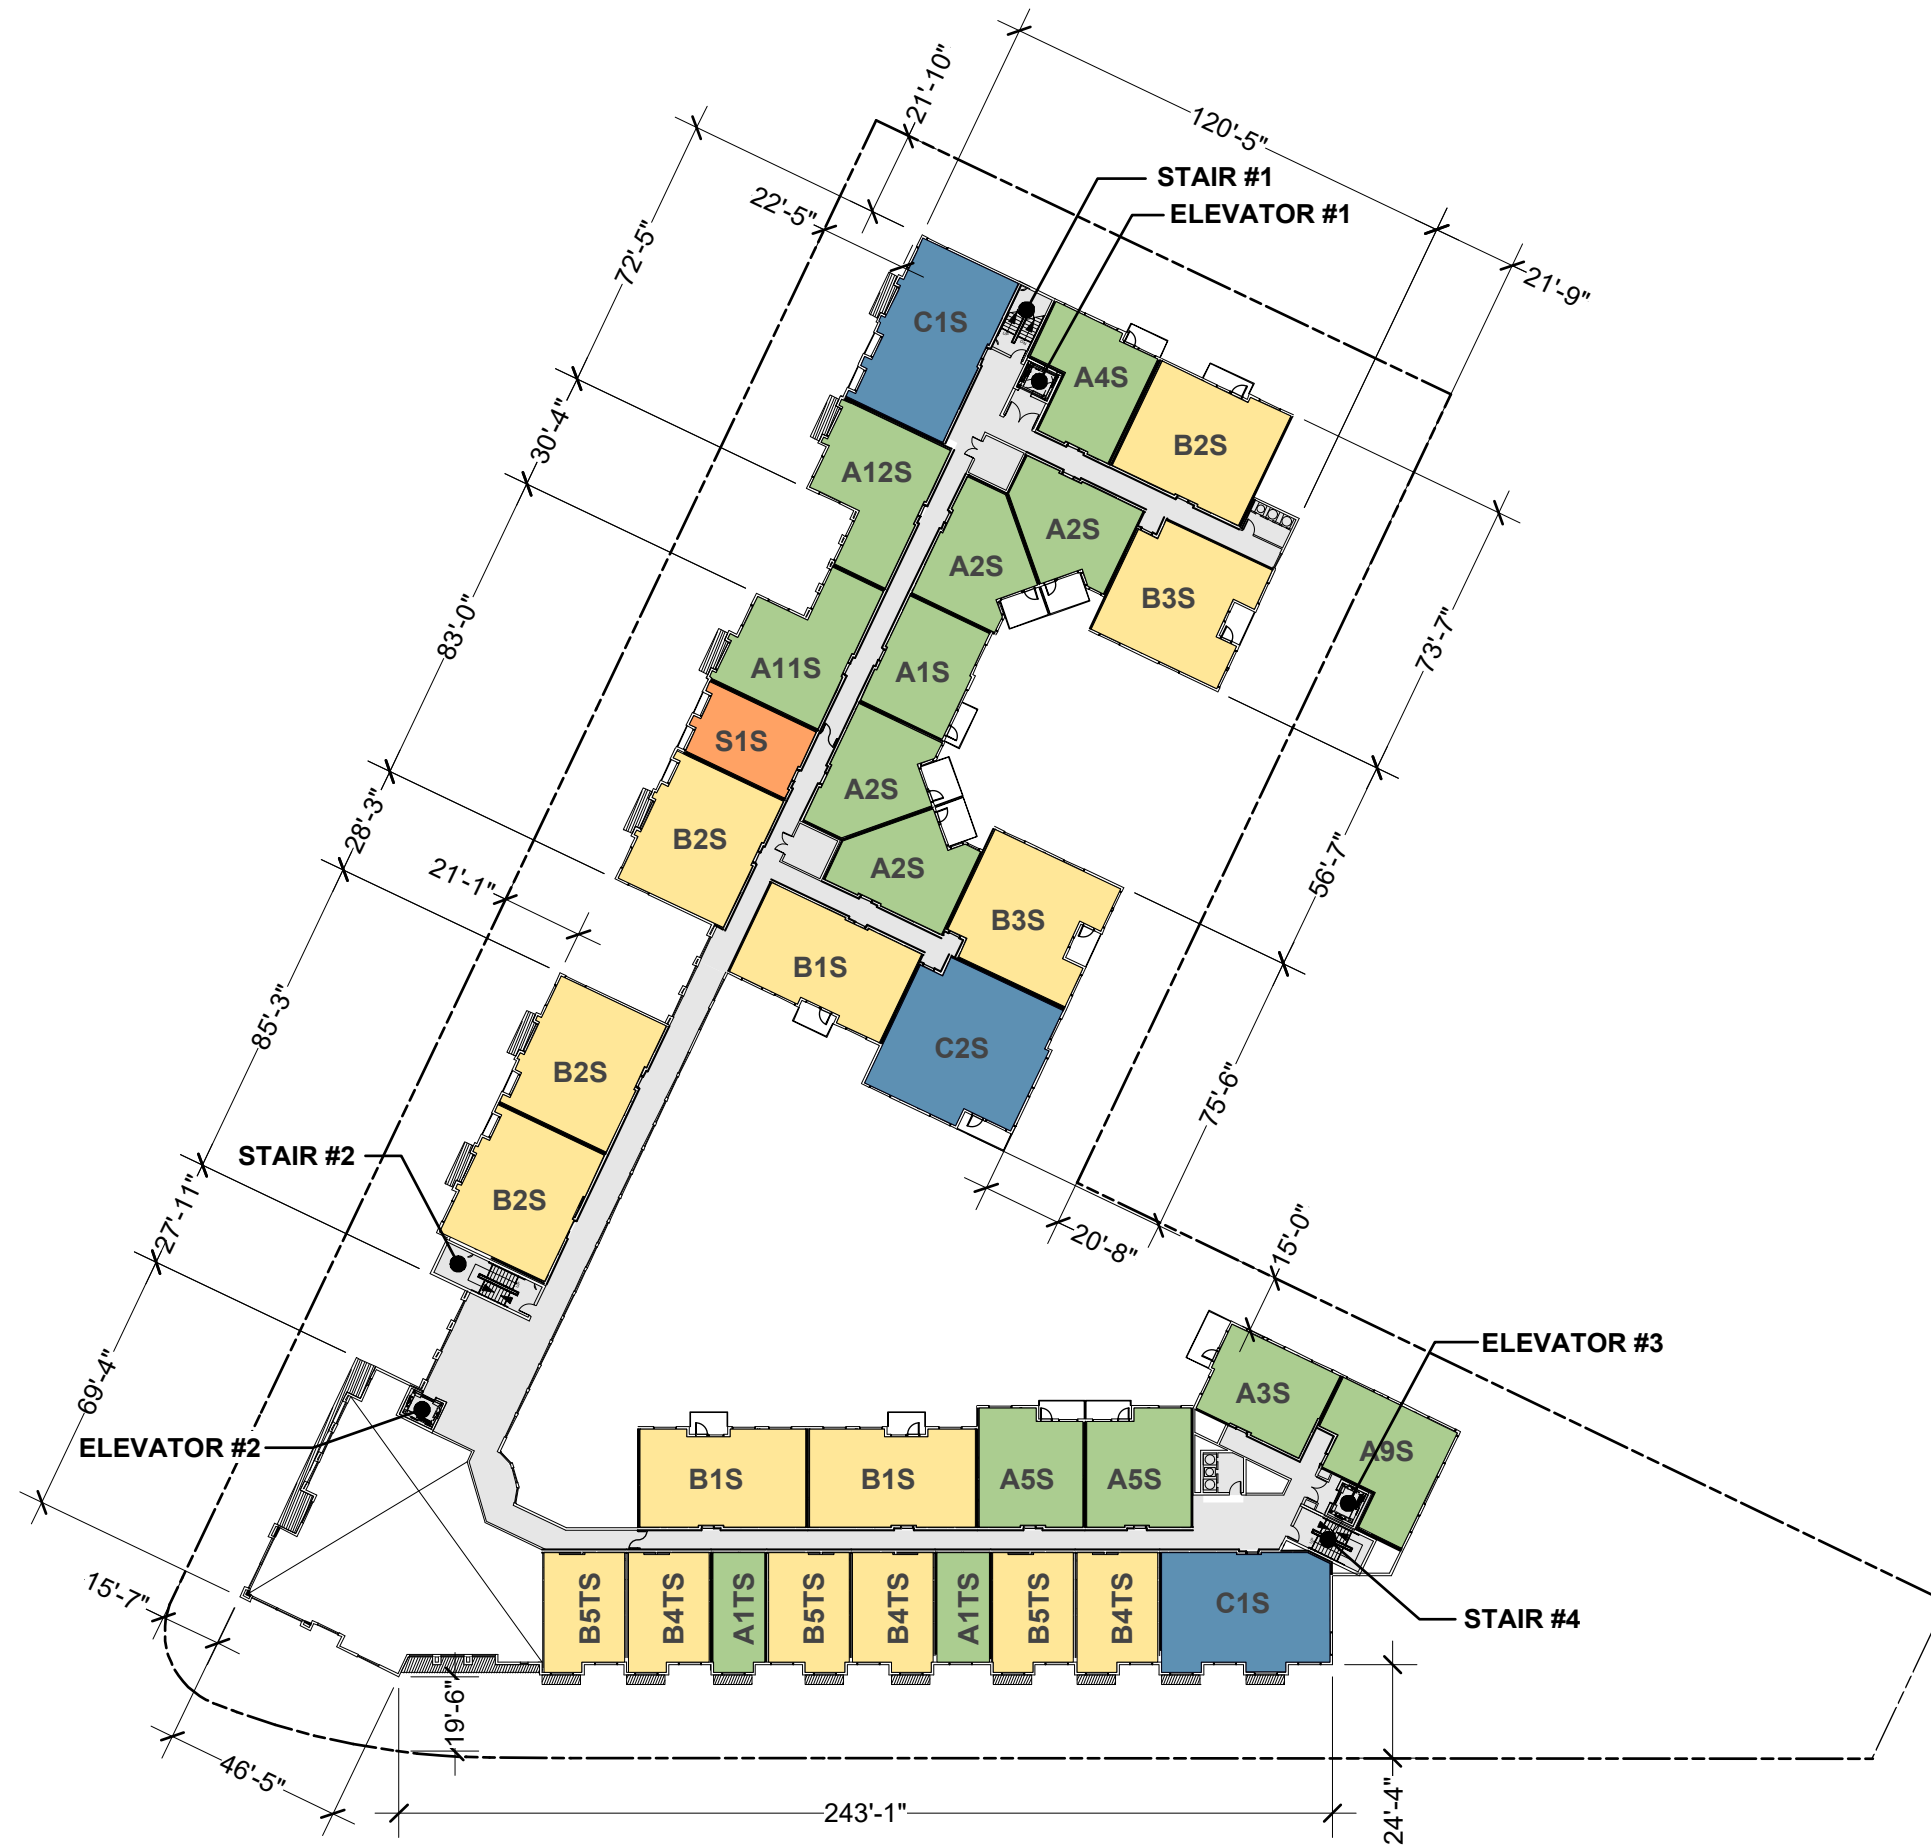 21'-10"
120'-5"
STAIR #1
ELEVATOR #1
22'-5"
72'-5"
21'-9"
C1S
A4S
B2S
30'-4"
A12S
A2S
A2S
B3S
83'-0"
73'-7"
A11S
A1S
S1S
A2S
28'-3"
B2S
A2S
56'-7"
21'-1"
B3S
B1S
85'-3"
C2S
B2S
75'-6"
STAIR #2
B2S
27'-11"
20'-8"
15'-0"
ELEVATOR #3
69'-4"
A3S
ELEVATOR #2
A9S
B1S
B1S
A5S
A5S
15'-7"
B5TS
B4TS
A1TS
B5TS
B4TS
A1TS
B5TS
B4TS
C1S
STAIR #4
19'-6"
46'-5"
243'-1"
24'-4"